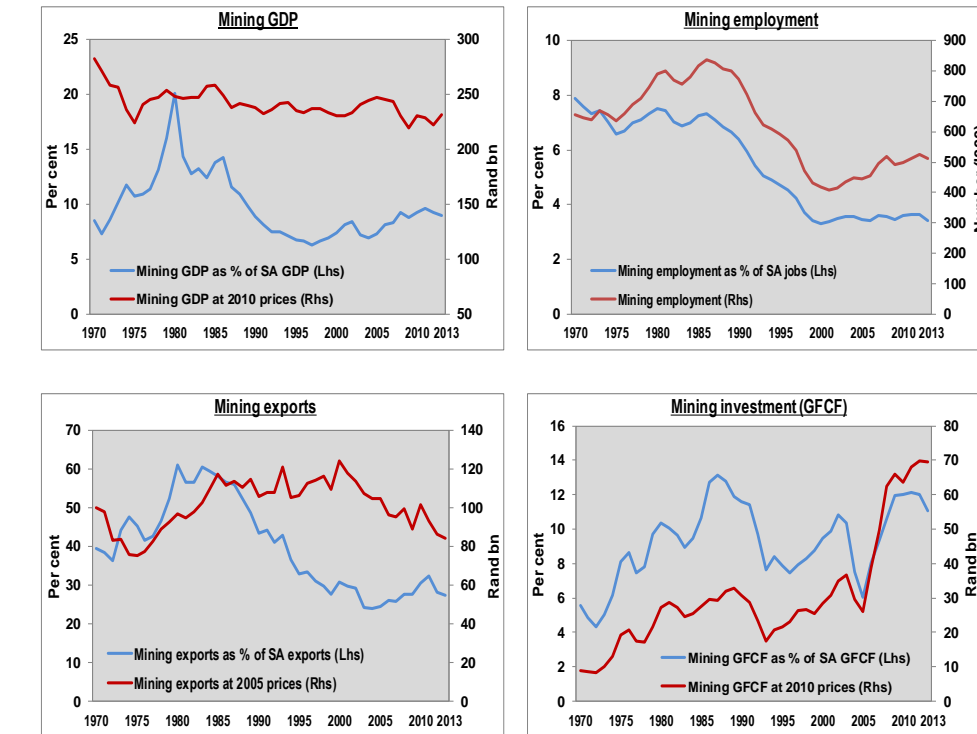 Mining GDP
25
20
15
10
5
0
Per cent
300
250
200
150
100
50
Rand bn
Mining GDP as % of SA GDP (Lhs)
Mining GDP at 2010 prices (Rhs)
1970 1975 1980 1985 1990 1995 2000 2005 2010 2013
Mining employment
10
8
6
4
2
0
Per cent
900
800
700
600
500
400
300
200
100
0
Mining employment as % of SA jobs (Lhs)
Mining employment (Rhs)
1970 1975 1980 1985 1990 1995 2000 2005 2010 2013
Mining exports
70
60
50
40
30
20
10
0
Per cent
140
120
100
80
60
40
20
0
Rand bn
Mining exports as % of SA exports (Lhs)
Mining exports at 2005 prices (Rhs)
1970 1975 1980 1985 1990 1995 2000 2005 2010 2013
Mining investment (GFCF)
16
14
12
10
8
6
4
2
0
Per cent
80
70
60
50
40
30
20
10
0
Rand bn
Mining GFCF as % of SA GFCF (Lhs)
Mining GFCF at 2010 prices (Rhs)
1970 1975 1980 1985 1990 1995 2000 2005 2010 2013